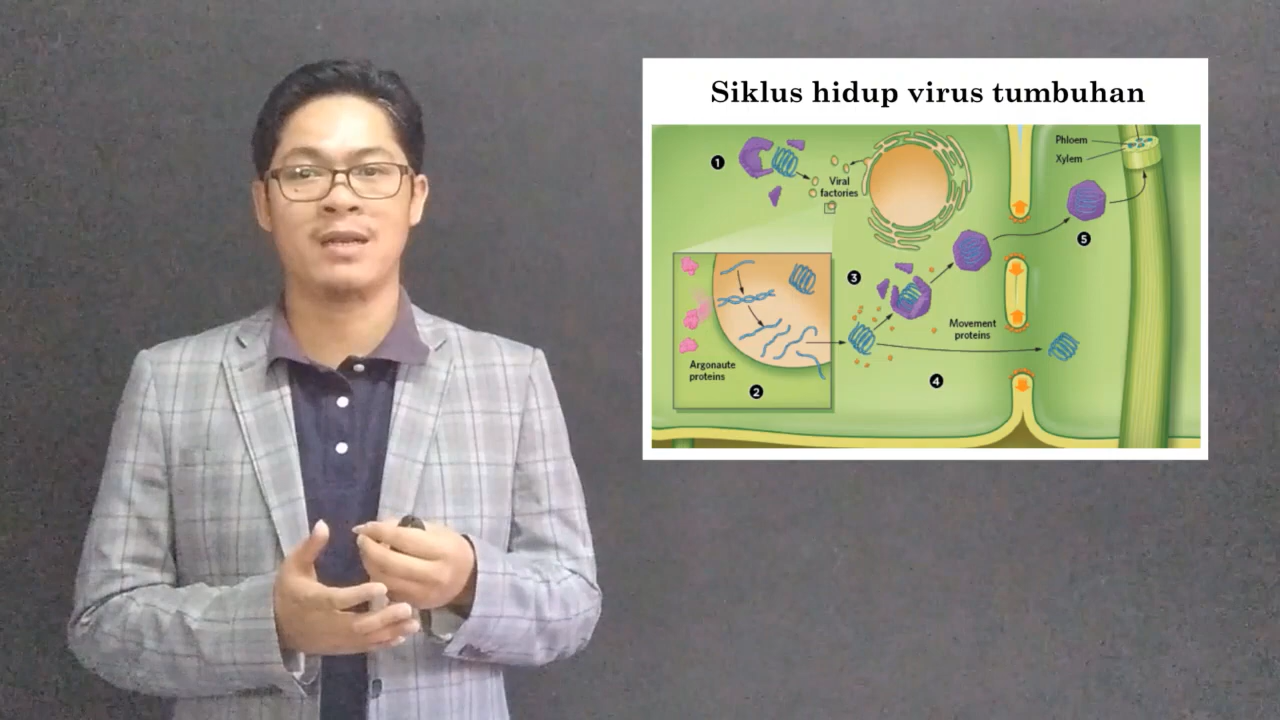 Siklus hidup virus tumbuhan
1
Viral
factories
Phloem
Xylem
5
3
Movement
proteins
Argonaute
proteins
2
4